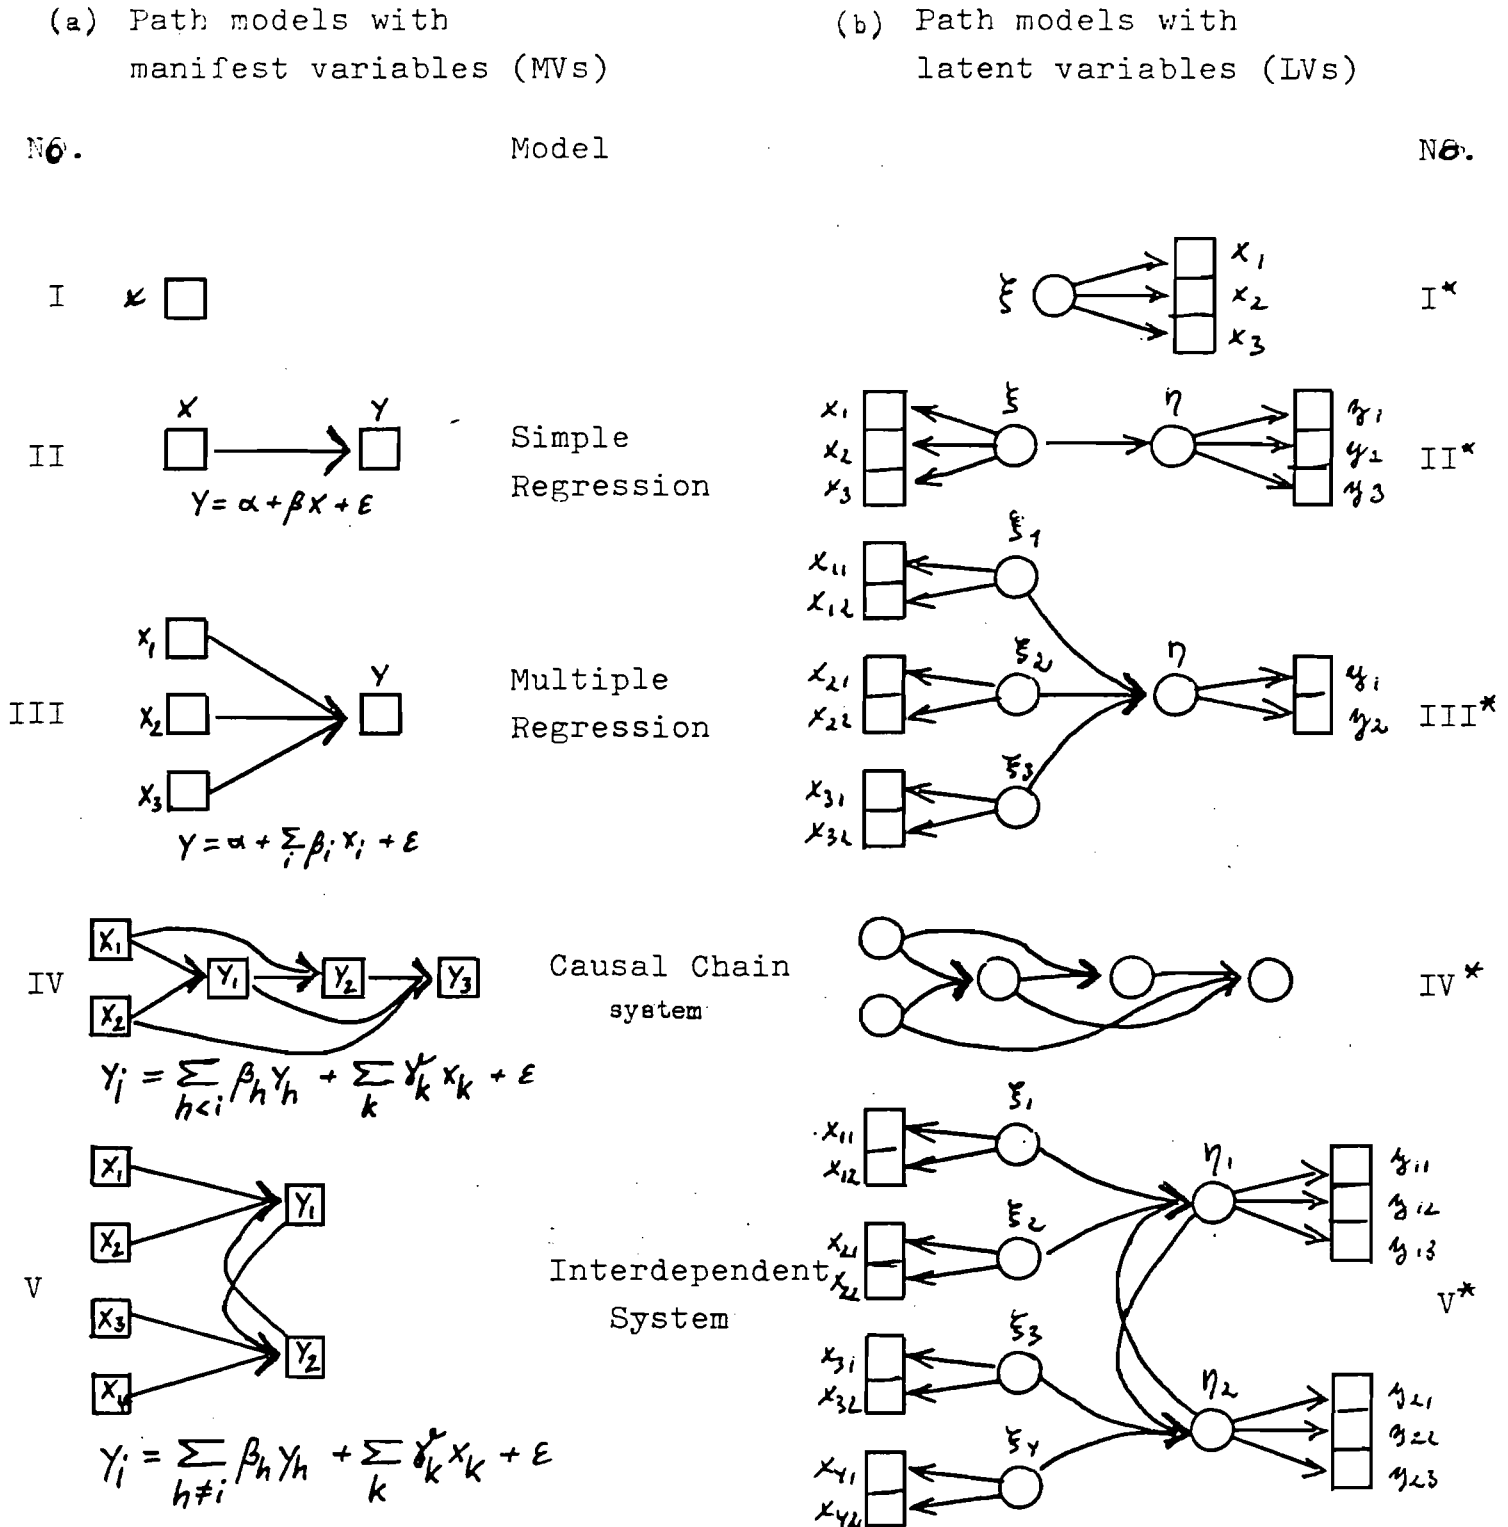 (a) Path models with
manifest variables (MVs)
(b) Path models with
latent variables (LVs)
No.
Model
No.
I
x
ξ
x1
x2
x3
I*
II
X
Y
Y = α + βX + ε
Simple
Regression
x1
x2
x3
ξ
η
y1
y2
y3
II*
III
x1
x2
x3
Y
Y = α + Σi βi xi + ε
Multiple
Regression
x11
x12
ξ1
x21
x22
ξ2
x31
x32
ξ3
η
y1
y2
III*
IV
X1
X2
Y1
Y2
Y3
Yi = Σh<i βh Yh + Σk γk xk + ε
Causal Chain
system
IV*
V
X1
X2
X3
X4
Y1
Y2
Yi = Σh≠i βh Yh + Σk γk xk + ε
Interdependent
System
x11
x12
ξ1
x21
x22
ξ2
x31
x32
ξ3
x41
x42
ξ4
η1
η2
y11
y12
y13
y21
y22
y23
V*